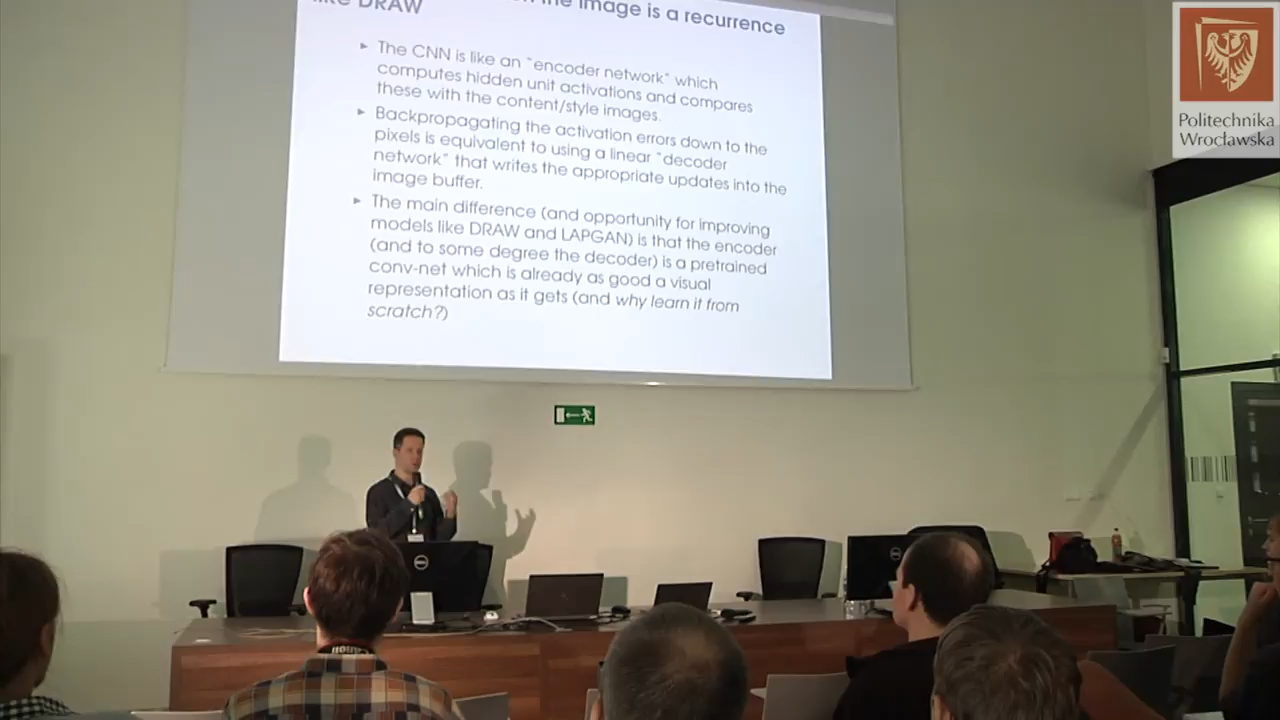 the image is a recurrence
like DRAW
▸ The CNN is like an "encoder network" which
computes hidden unit activations and compares
these with the content/style images.
▸ Backpropagating the activation errors down to the
pixels is equivalent to using a linear "decoder
network" that writes the appropriate updates into the
image buffer.
▸ The main difference (and opportunity for improving
models like DRAW and LAPGAN) is that the encoder
(and to some degree the decoder) is a pretrained
conv-net which is already as good a visual
representation as it gets (and why learn it from
scratch?)
Politechnika
Wrocławska
DELL
DELL